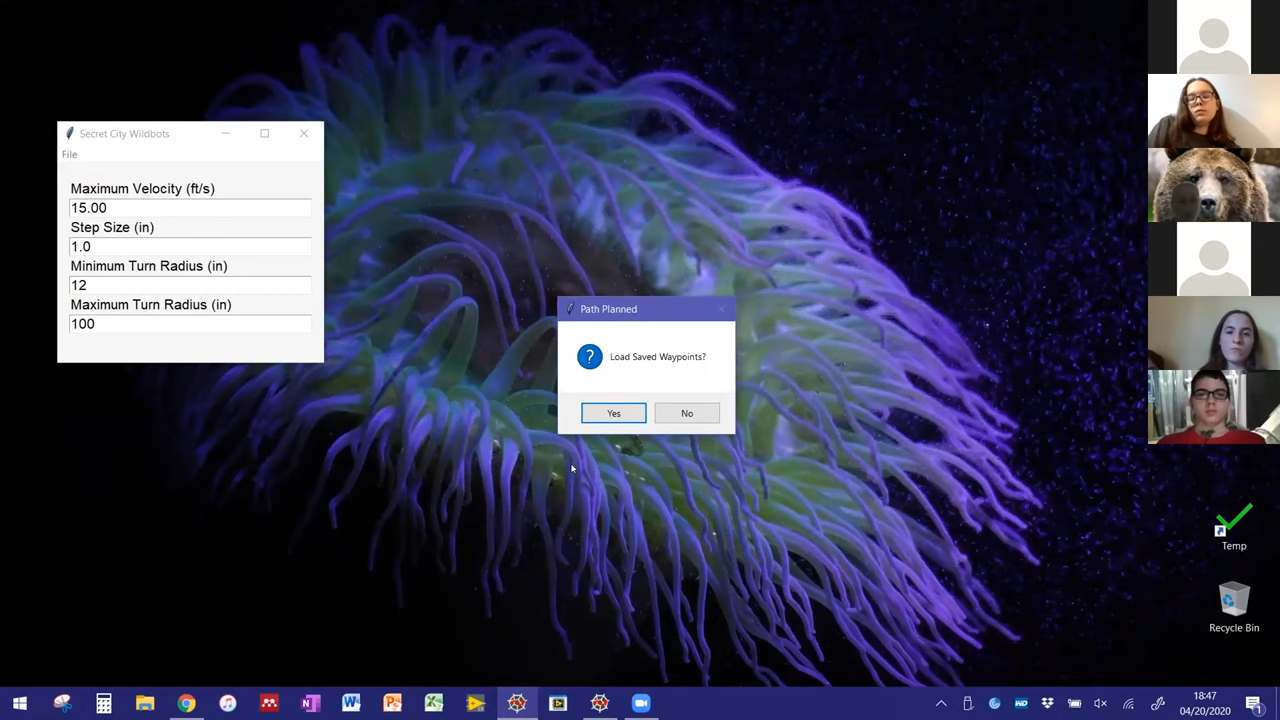 Secret City Wildbots
File
Maximum Velocity (ft/s)
15.00
Step Size (in)
1.0
Minimum Turn Radius (in)
12
Maximum Turn Radius (in)
100
Path Planned
?
Load Saved Waypoints?
Yes
No
Temp
Recycle Bin
18:47
04/20/2020